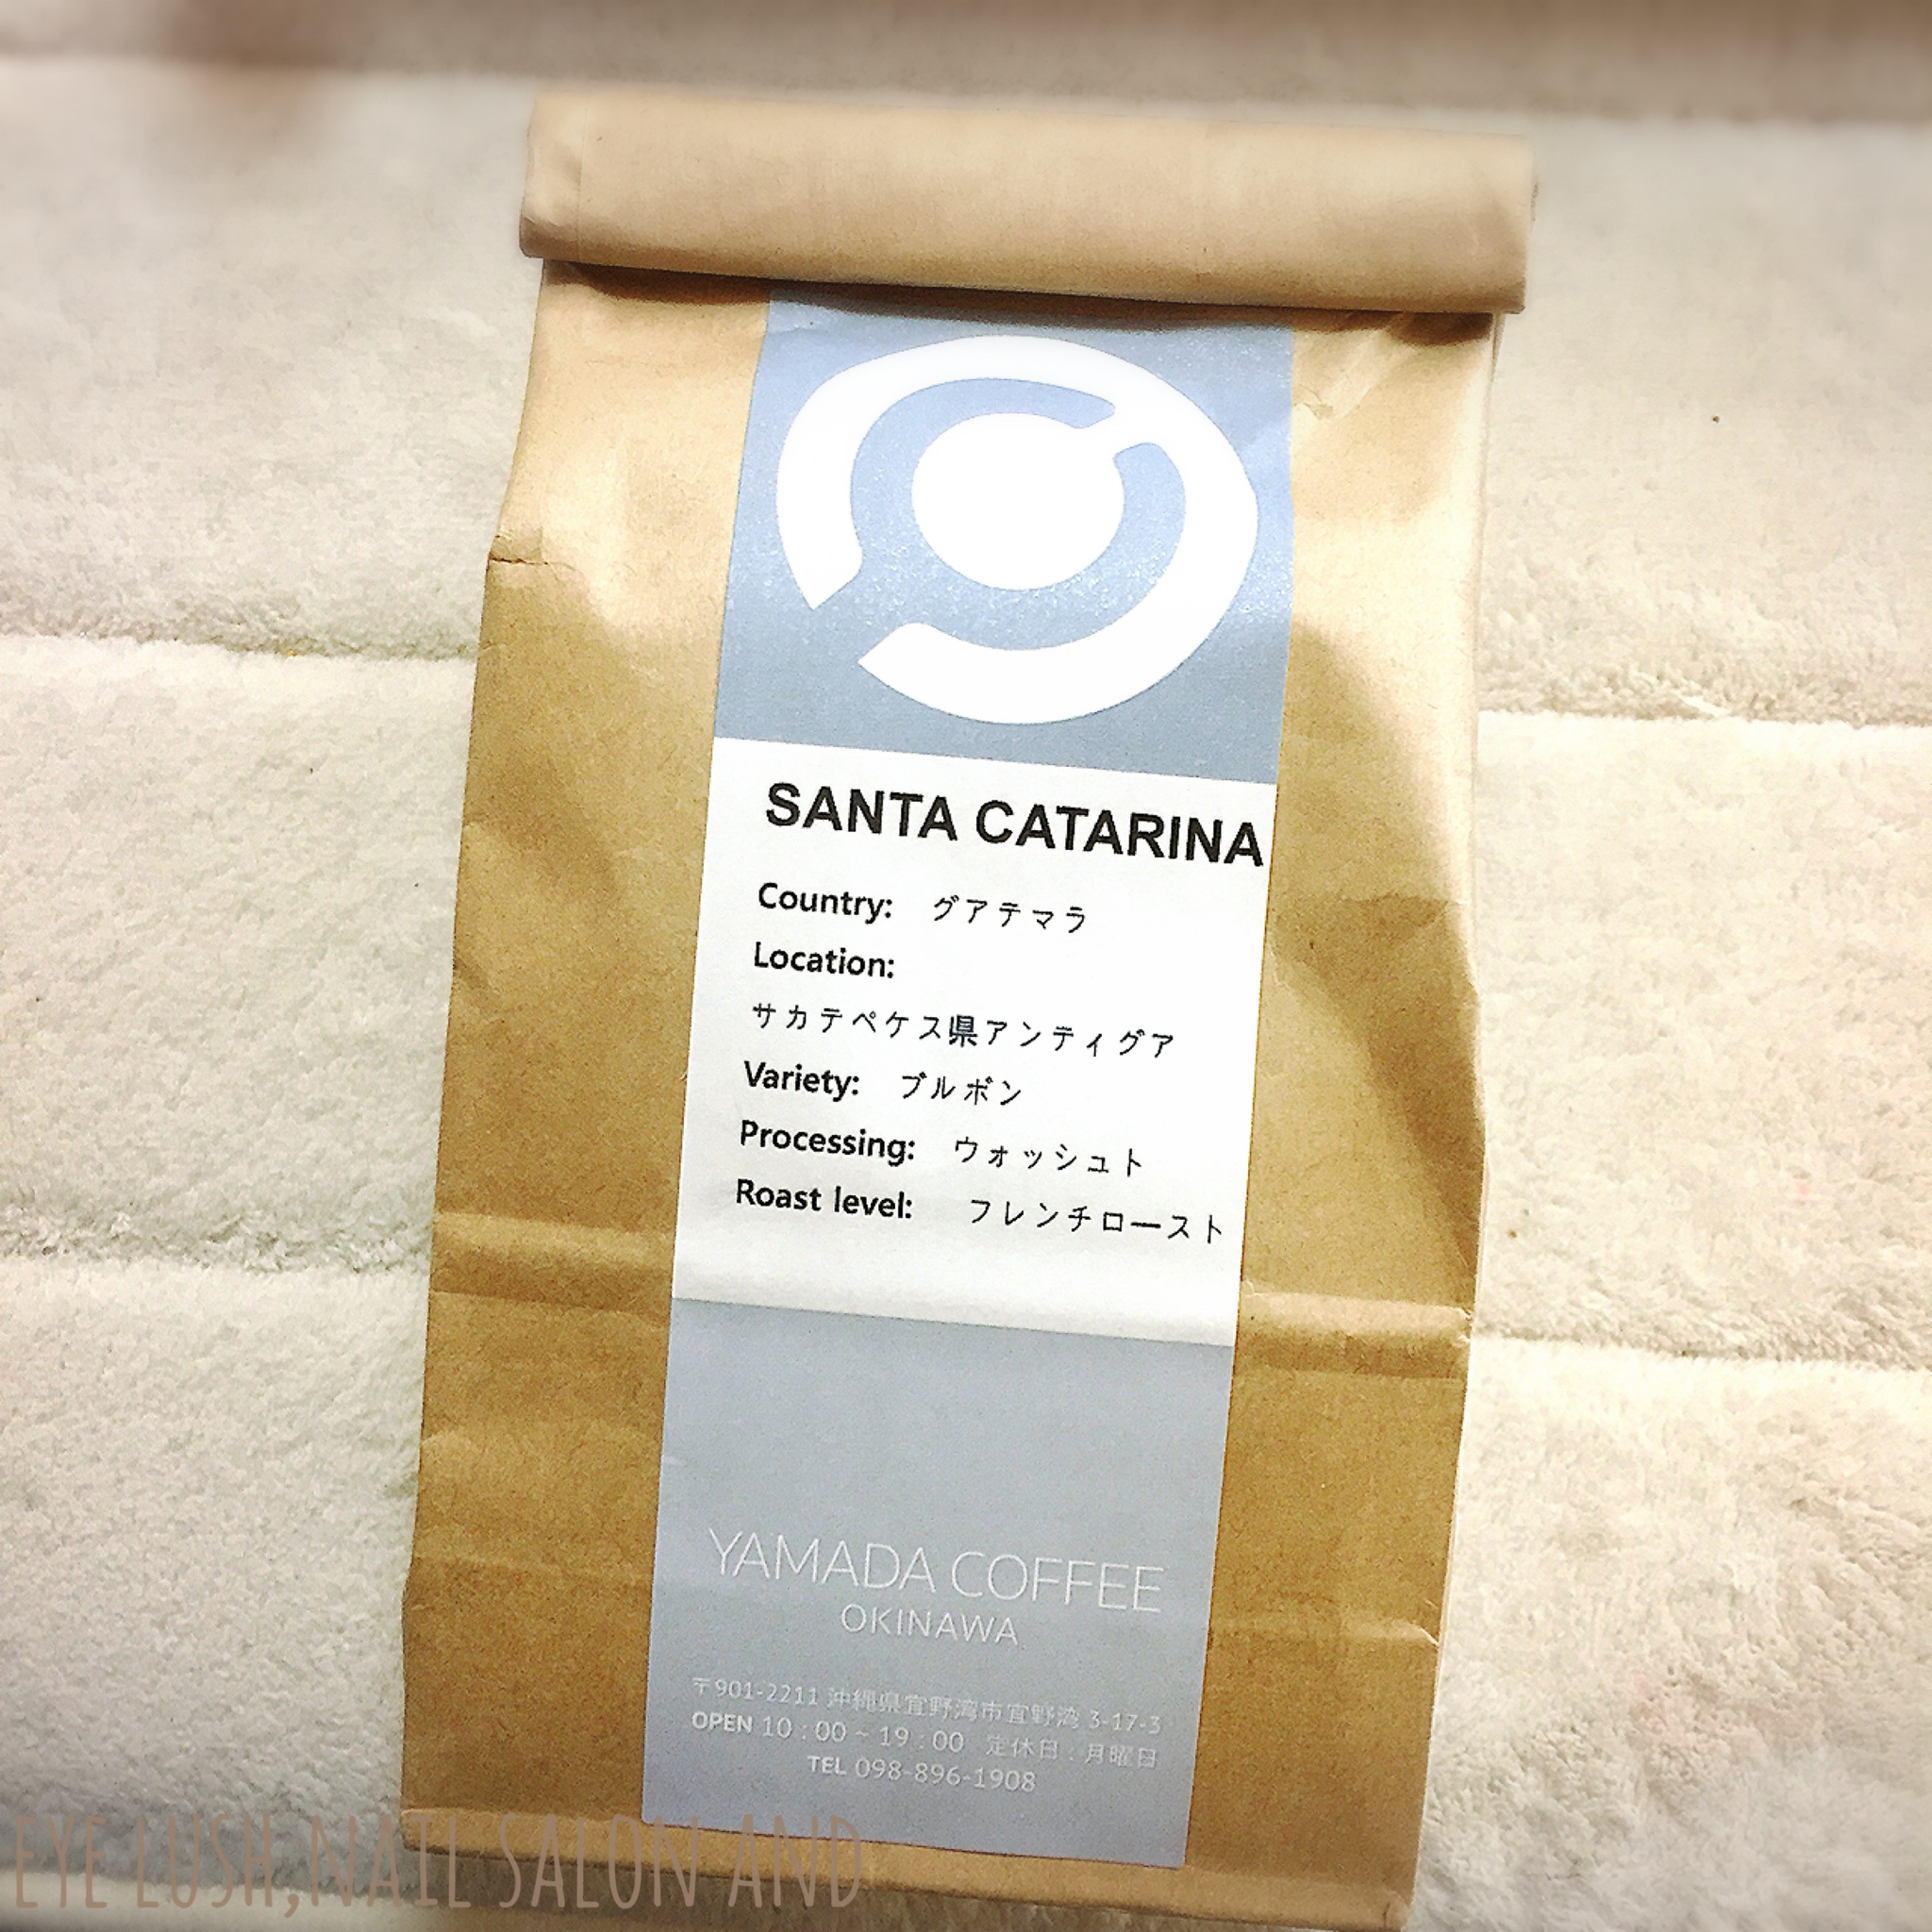 SANTA CATARINA
Country: グアテマラ
Location:
サカテペケス県アンティグア
Variety: ブルボン
Processing: ウォッシュト
Roast level: フレンチロースト
YAMADA COFFEE
OKINAWA
〒901-2211 沖縄県宜野湾市宜野湾 3-17-3
OPEN 10:00 ~ 19:00 定休日:月曜日
TEL 098-896-1908
EYE LUSH,NAIL SALON AND